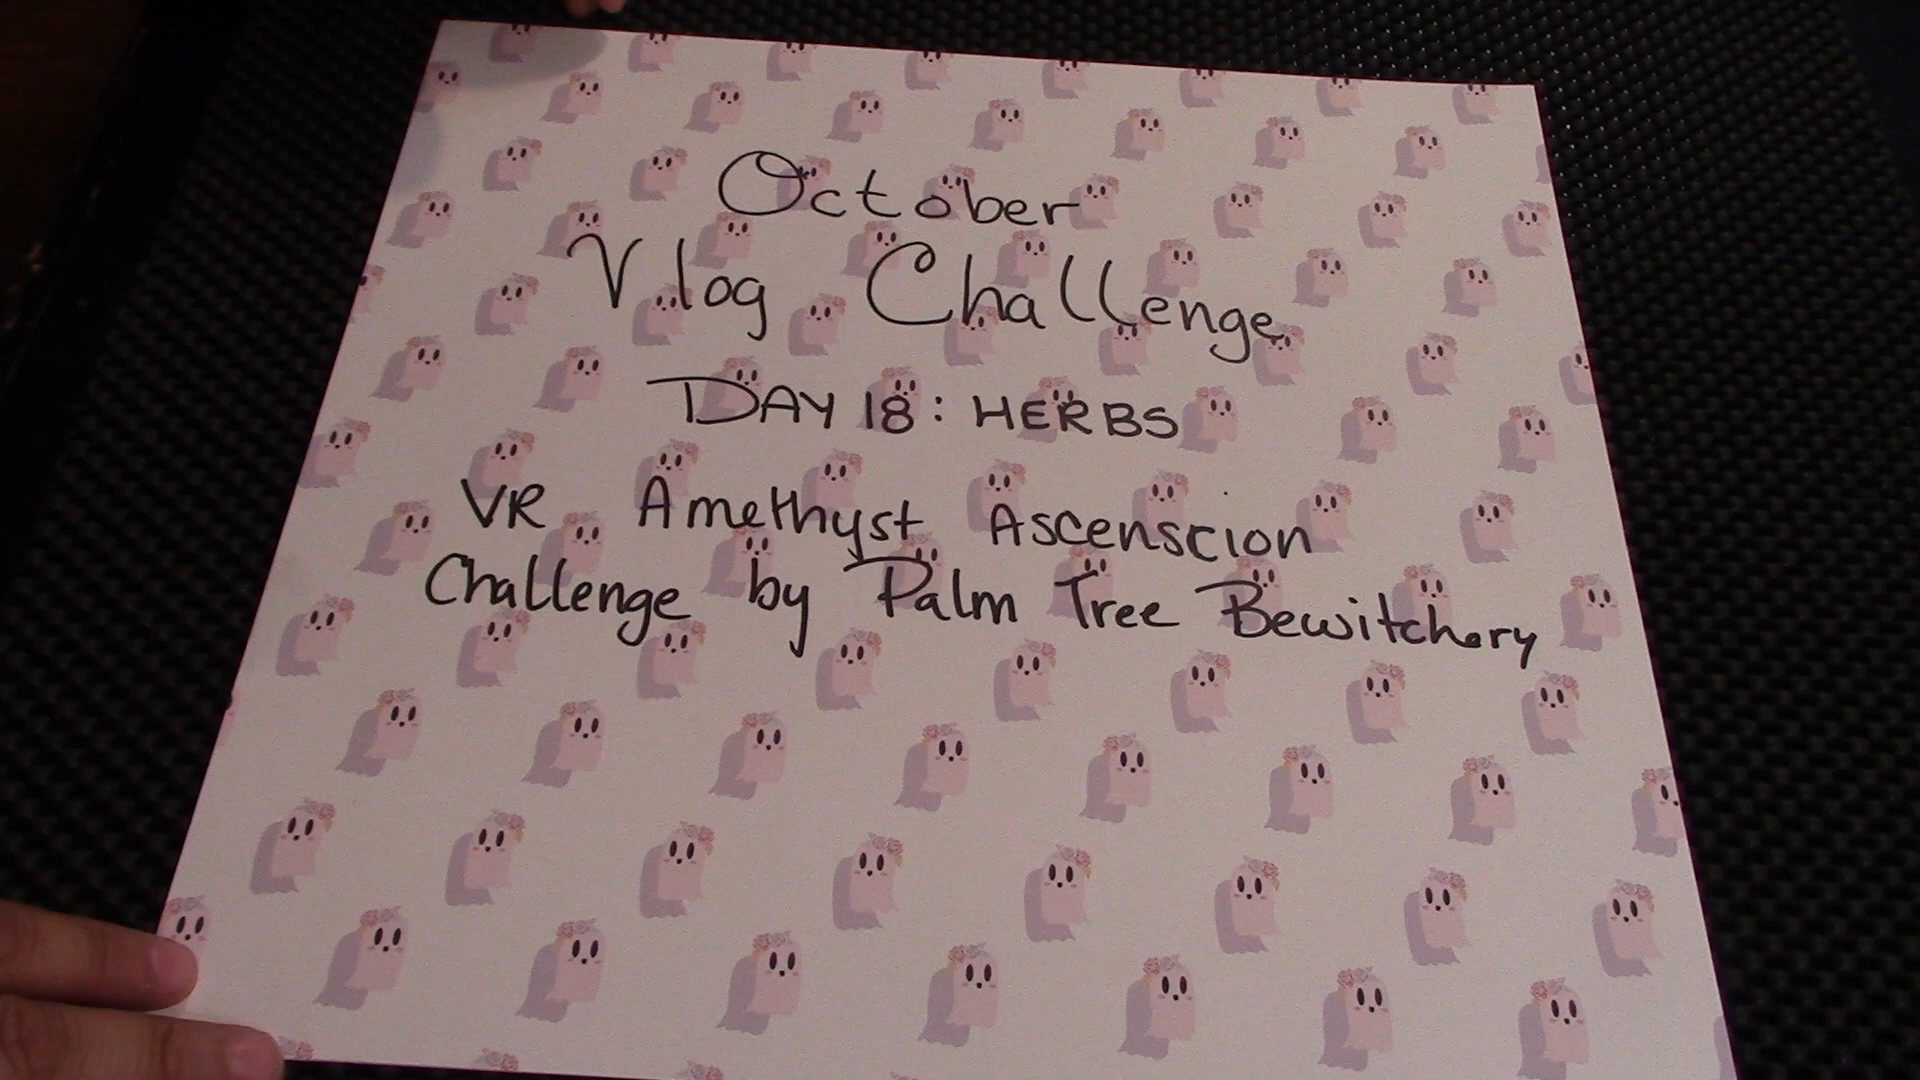 October
Vlog Challenge
DAY 18: HERBS
VR Amethyst Ascenscion
Challenge by Palm Tree Bewitchery